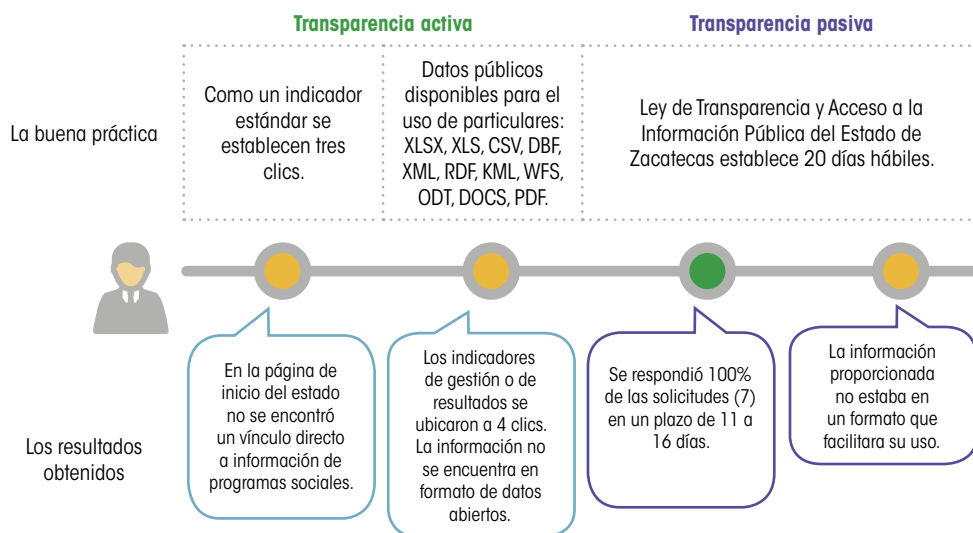 Transparencia activa
Transparencia pasiva
La buena práctica
Como un indicador
estándar se
establecen tres
clics.
Datos públicos
disponibles para el
uso de particulares:
XLSX, XLS, CSV, DBF,
XML, RDF, KML, WFS,
ODT, DOCS, PDF.
Ley de Transparencia y Acceso a la
Información Pública del Estado de
Zacatecas establece 20 días hábiles.
Los resultados
obtenidos
En la página de
inicio del estado
no se encontró
un vínculo directo
a información de
programas sociales.
Los indicadores
de gestión o de
resultados se
ubicaron a 4 clics.
La información no
se encuentra en
formato de datos
abiertos.
Se respondió 100%
de las solicitudes (7)
en un plazo de 11 a
16 días.
La información
proporcionada
no estaba en
un formato que
facilitara su uso.